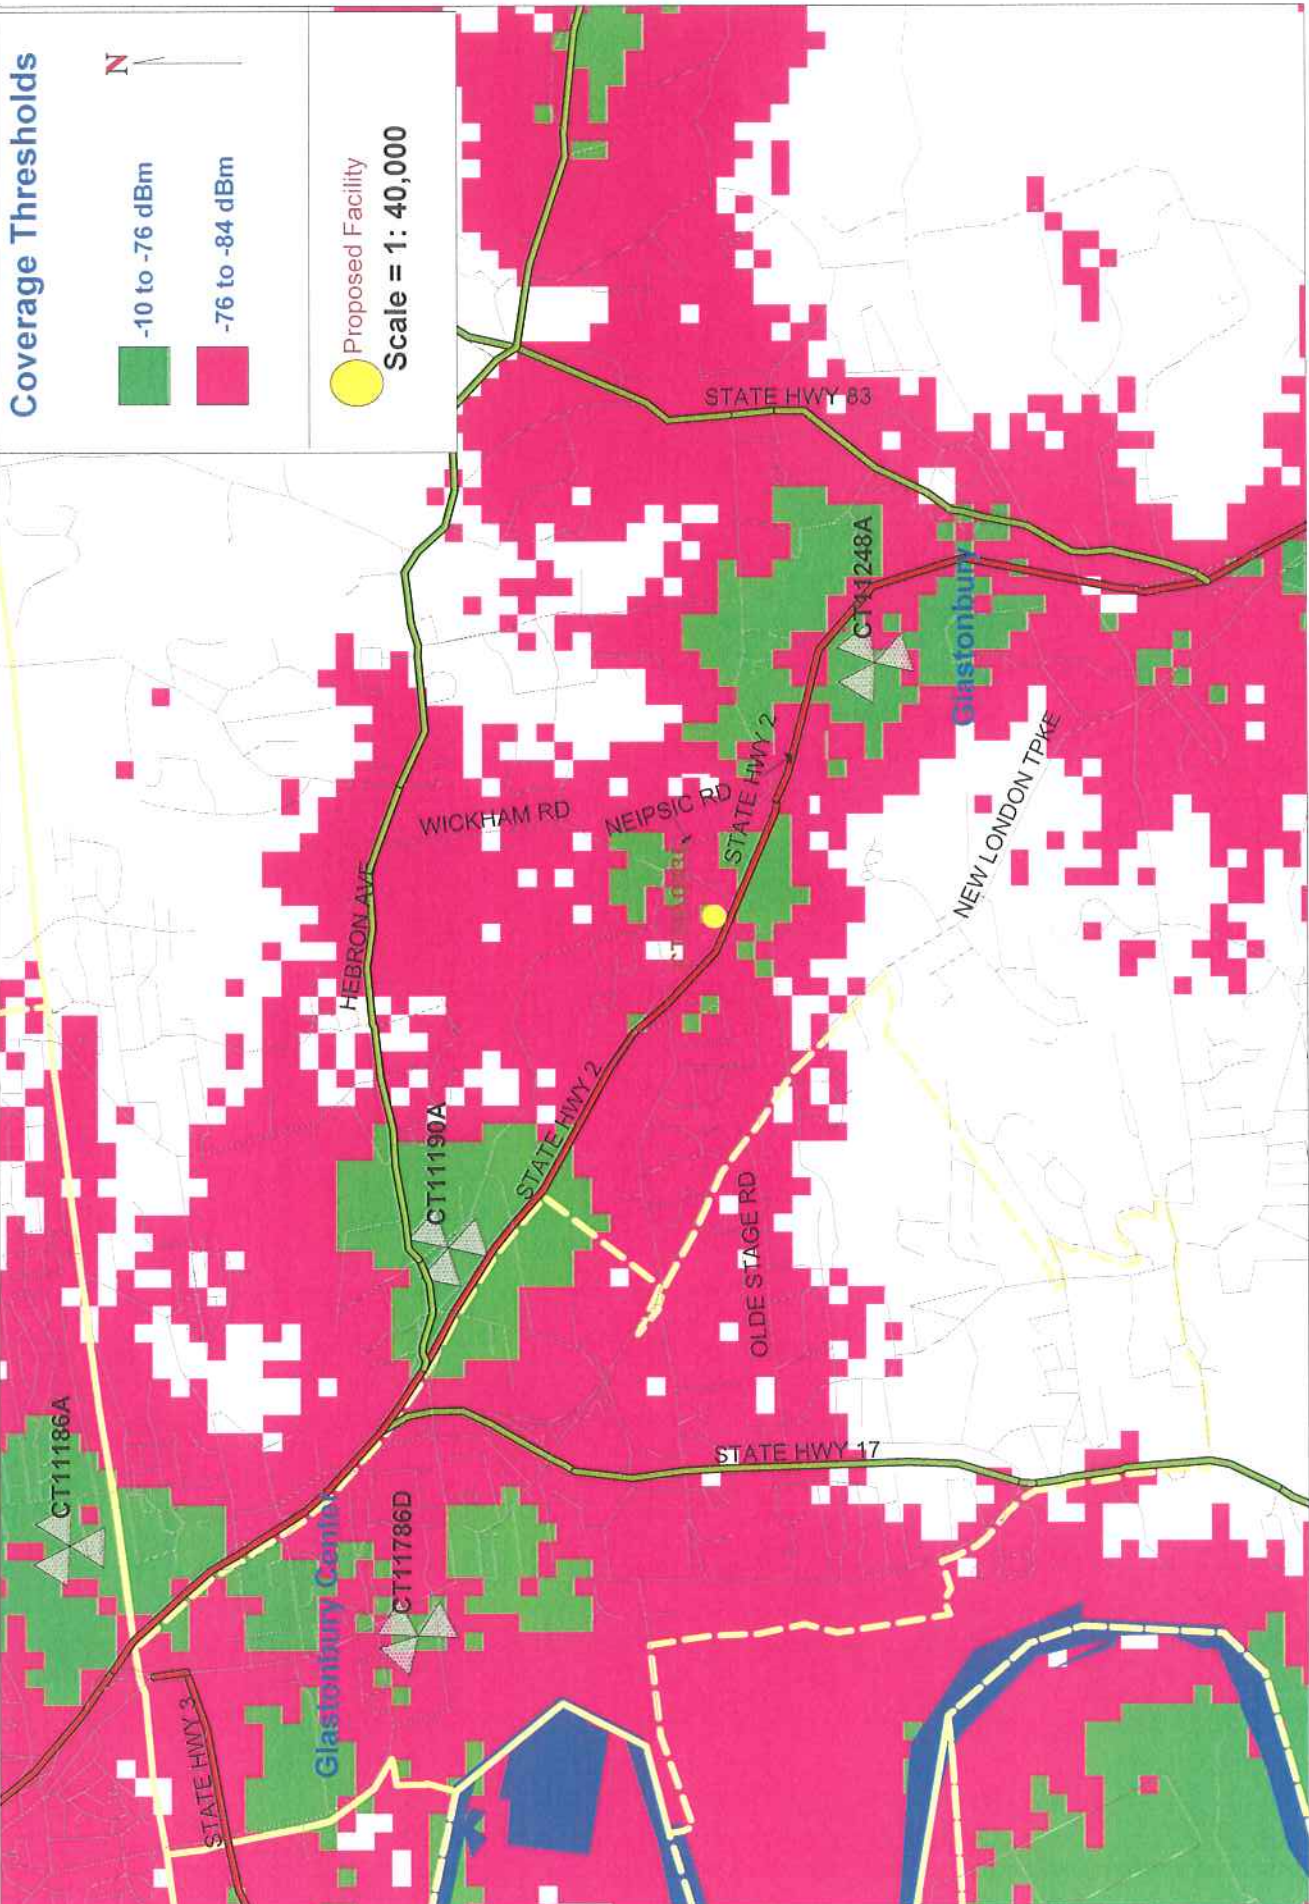 Coverage Thresholds
N
-10 to -76 dBm
-76 to -84 dBm
Proposed Facility
Scale = 1: 40,000
CT11186A
STATE HWY 3
Glastonbury Center
CT11786D
HEBRON AVE
CT11190A
WICKHAM RD
STATE HWY 2
NEIPSIC RD
STATE HWY 2
STATE HWY 83
CT11248A
Glastonbury
NEW LONDON TPKE
OLDE STAGE RD
STATE HWY 17